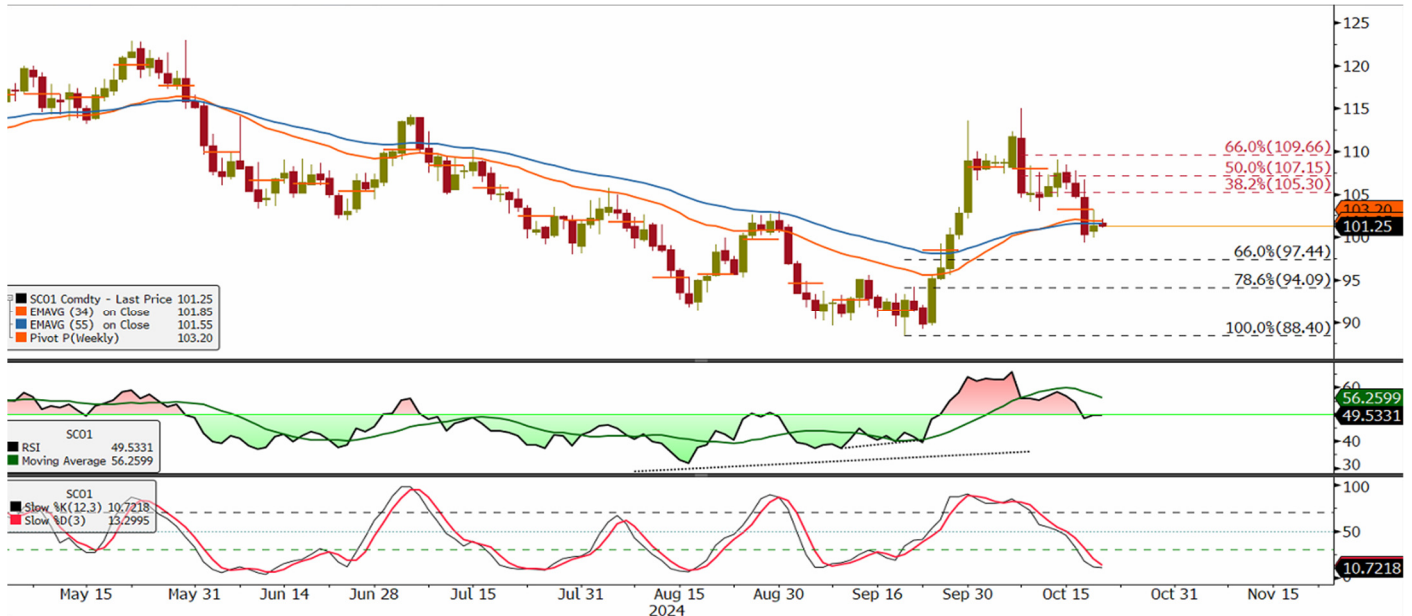 125
120
115
66.0%(109.66)
110
50.0%(107.15)
38.2%(105.30)
105
103.20
101.25
100
66.0%(97.44)
95
78.6%(94.09)
90
100.0%(88.40)
SCO1 Comdty - Last Price 101.25
EMAVG (34) on Close 101.85
EMAVG (55) on Close 101.55
Pivot P(Weekly) 103.20
60
56.2599
49.5331
40
30
SCO1
RSI 49.5331
Moving Average 56.2599
100
50
10.7218
0
SCO1
Slow %K(12,3) 10.7218
Slow %D(3) 13.2995
May 15 May 31 Jun 14 Jun 28 Jul 15 Jul 31 Aug 15 Aug 30 Sep 16 Sep 30 Oct 15 Oct 31 Nov 15
2024